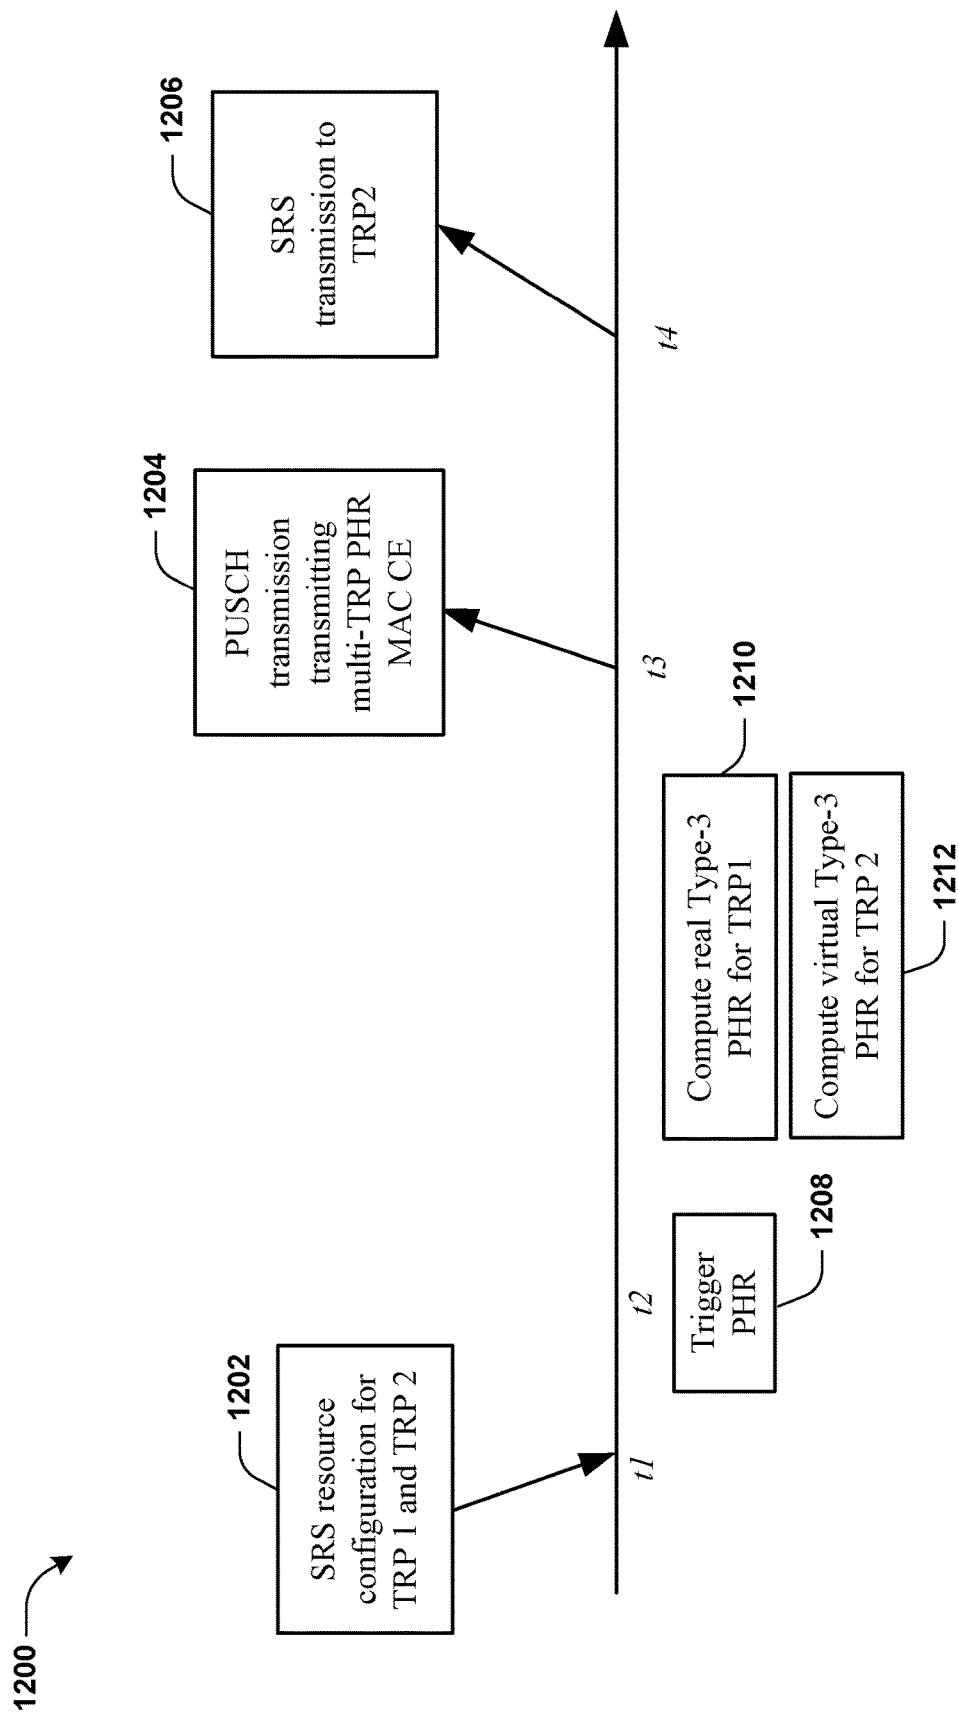 1200
1202
SRS resource
configuration for
TRP 1 and TRP 2
1204
PUSCH
transmission
transmitting
multi-TRP PHR
MAC CE
1206
SRS
transmission to
TRP2
t1
t2
t3
t4
Trigger
PHR
1208
Compute real Type-3
PHR for TRP1
1210
Compute virtual Type-3
PHR for TRP 2
1212